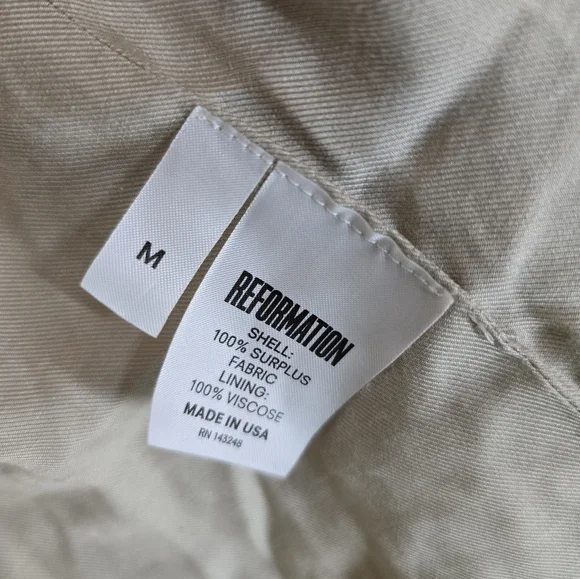 M
REFORMATION
SHELL:
100% SURPLUS
FABRIC
LINING:
100% VISCOSE
MADE IN USA
RN 143248